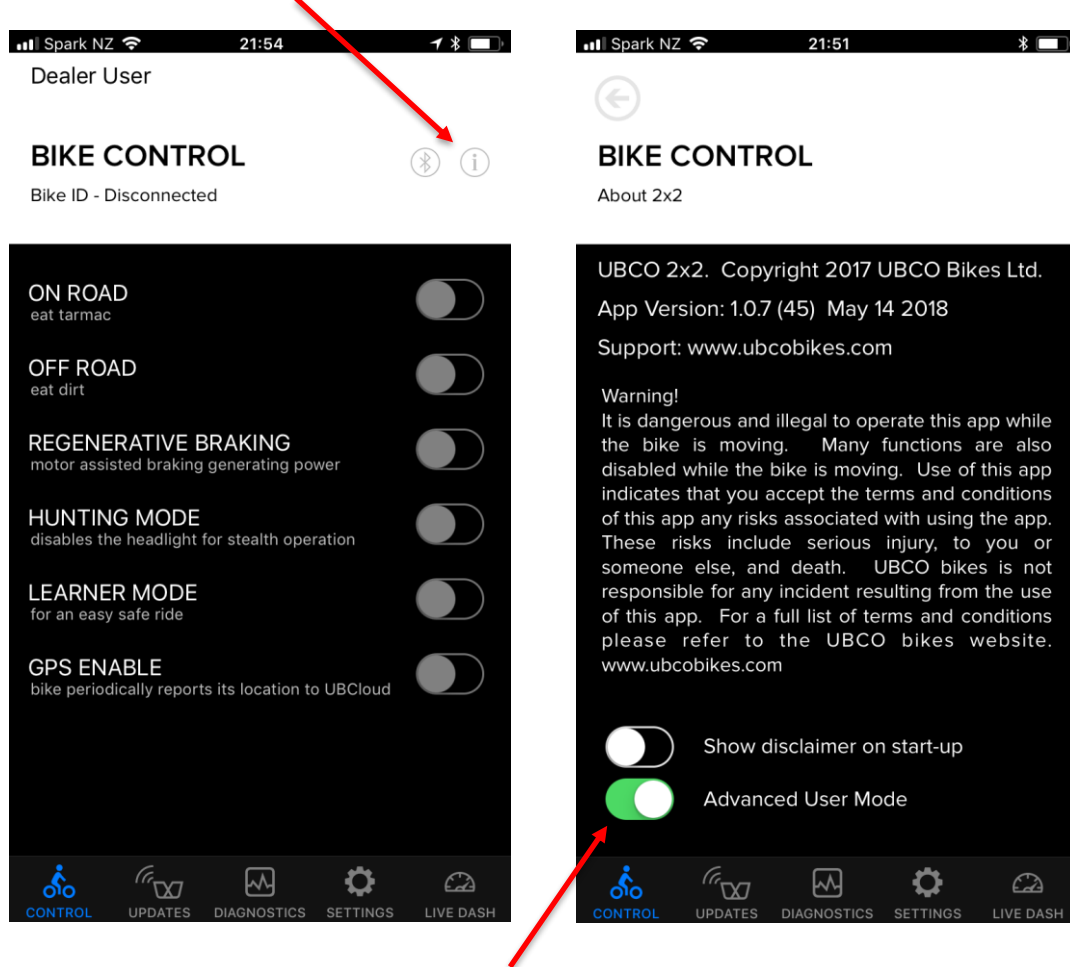 Spark NZ 21:54
Dealer User
BIKE CONTROL
Bike ID - Disconnected
ON ROAD
eat tarmac
OFF ROAD
eat dirt
REGENERATIVE BRAKING
motor assisted braking generating power
HUNTING MODE
disables the headlight for stealth operation
LEARNER MODE
for an easy safe ride
GPS ENABLE
bike periodically reports its location to UBCloud
CONTROL UPDATES DIAGNOSTICS SETTINGS LIVE DASH
Spark NZ 21:51
BIKE CONTROL
About 2x2
UBCO 2x2. Copyright 2017 UBCO Bikes Ltd.
App Version: 1.0.7 (45) May 14 2018
Support: www.ubcobikes.com
Warning!
It is dangerous and illegal to operate this app while
the bike is moving. Many functions are also
disabled while the bike is moving. Use of this app
indicates that you accept the terms and conditions
of this app any risks associated with using the app.
These risks include serious injury, to you or
someone else, and death. UBCO bikes is not
responsible for any incident resulting from the use
of this app. For a full list of terms and conditions
please refer to the UBCO bikes website.
www.ubcobikes.com
Show disclaimer on start-up
Advanced User Mode
CONTROL UPDATES DIAGNOSTICS SETTINGS LIVE DASH